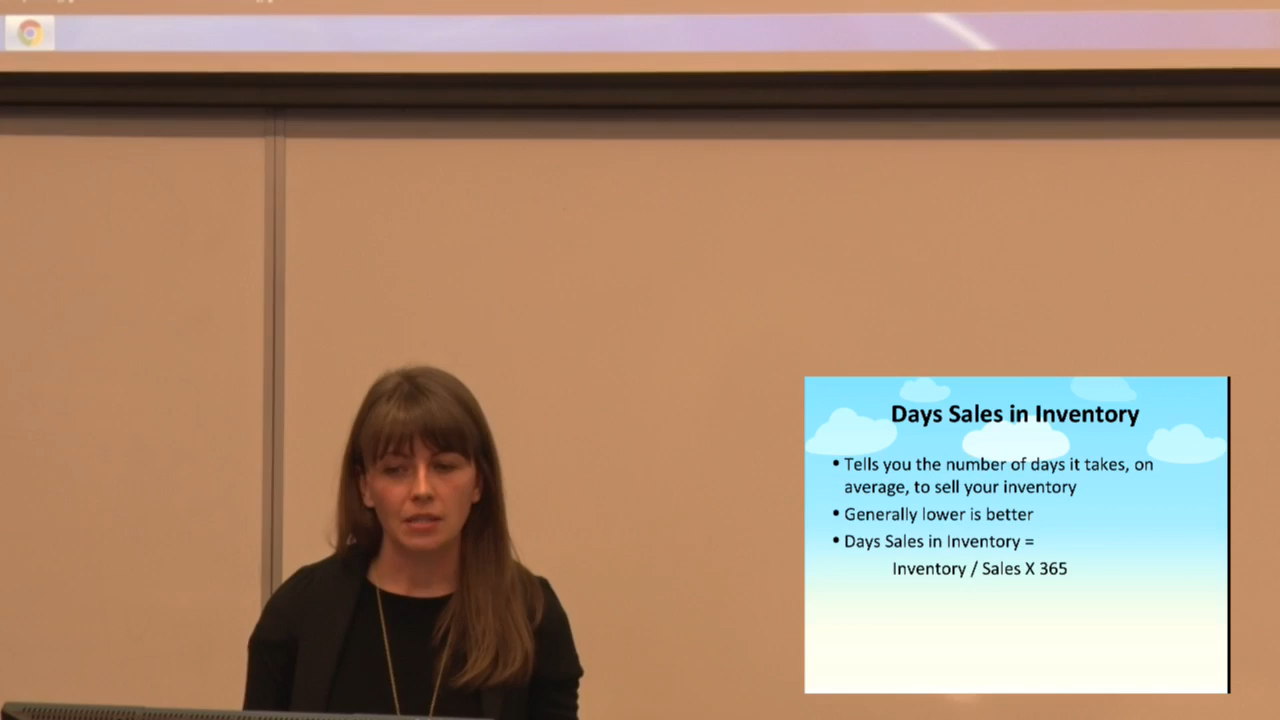 Days Sales in Inventory
• Tells you the number of days it takes, on
average, to sell your inventory
• Generally lower is better
• Days Sales in Inventory =
Inventory / Sales X 365